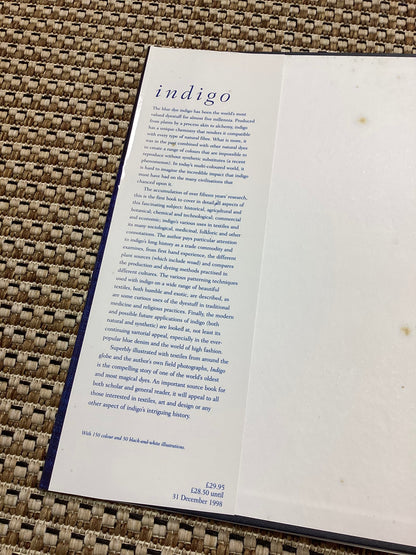 indigo
The blue dye indigo has been the world's most
valued dyestuff for almost five millennia. Produced
from plants by a process akin to alchemy, indigo
has a unique chemistry that renders it compatible
with every type of natural fibre. What is more, it
was in the past combined with other natural dyes
to create a range of colours that are impossible to
reproduce without synthetic substitutes (a recent
phenomenon). In today's multi-coloured world, it
is hard to imagine the incredible impact that indigo
must have had on the many civilisations that
chanced upon it.
The accumulation of over fifteen years' research,
this is the first book to cover in detail all aspects of
this fascinating subject: historical, agricultural and
botanical; chemical and technological; commercial
and economic; indigo's various uses in textiles and
its many sociological, medicinal, folkloric and other
connotations. The author pays particular attention
to indigo's long history as a trade commodity and
examines, from first hand experience, the different
plant sources (which include woad) and compares
the production and dyeing methods practised in
different cultures. The various patterning techniques
used with indigo on a wide range of beautiful
textiles, both humble and exotic, are described, as
are some curious uses of the dyestuff in traditional
medicine and religious practices. Finally, the modern
and possible future applications of indigo (both
natural and synthetic) are looked at, not least its
continuing sartorial appeal, especially in the ever-
popular blue denim and the world of high fashion.
Superbly illustrated with textiles from around the
globe and the author's own field photographs, Indigo
is the compelling story of one of the world's oldest
and most magical dyes. An important source book for
both scholar and general reader, it will appeal to all
those interested in textiles, art and design or any
other aspect of indigo's intriguing history.
With 150 colour and 50 black-and-white illustrations.
£29.95
£28.50 until
31 December 1998